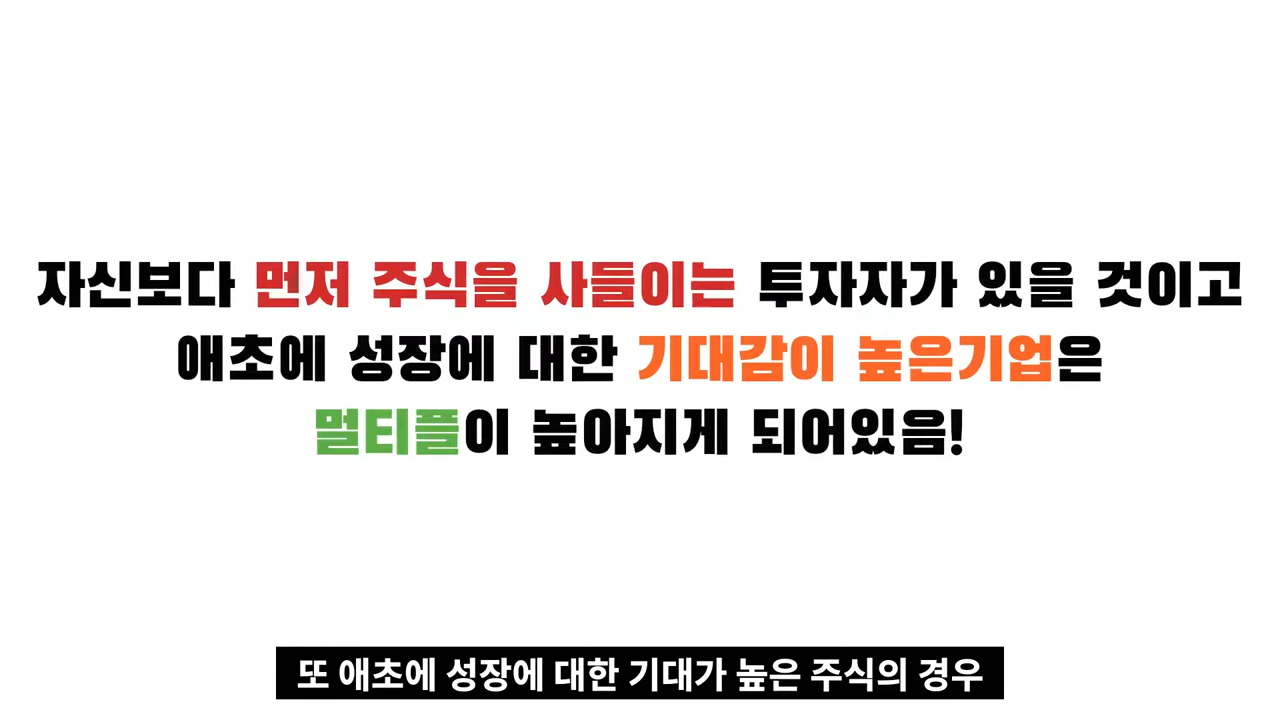 자신보다 먼저 주식을 사들이는 투자자가 있을 것이고
애초에 성장에 대한 기대감이 높은기업은
멀티플이 높아지게 되어있음!
또 애초에 성장에 대한 기대가 높은 주식의 경우